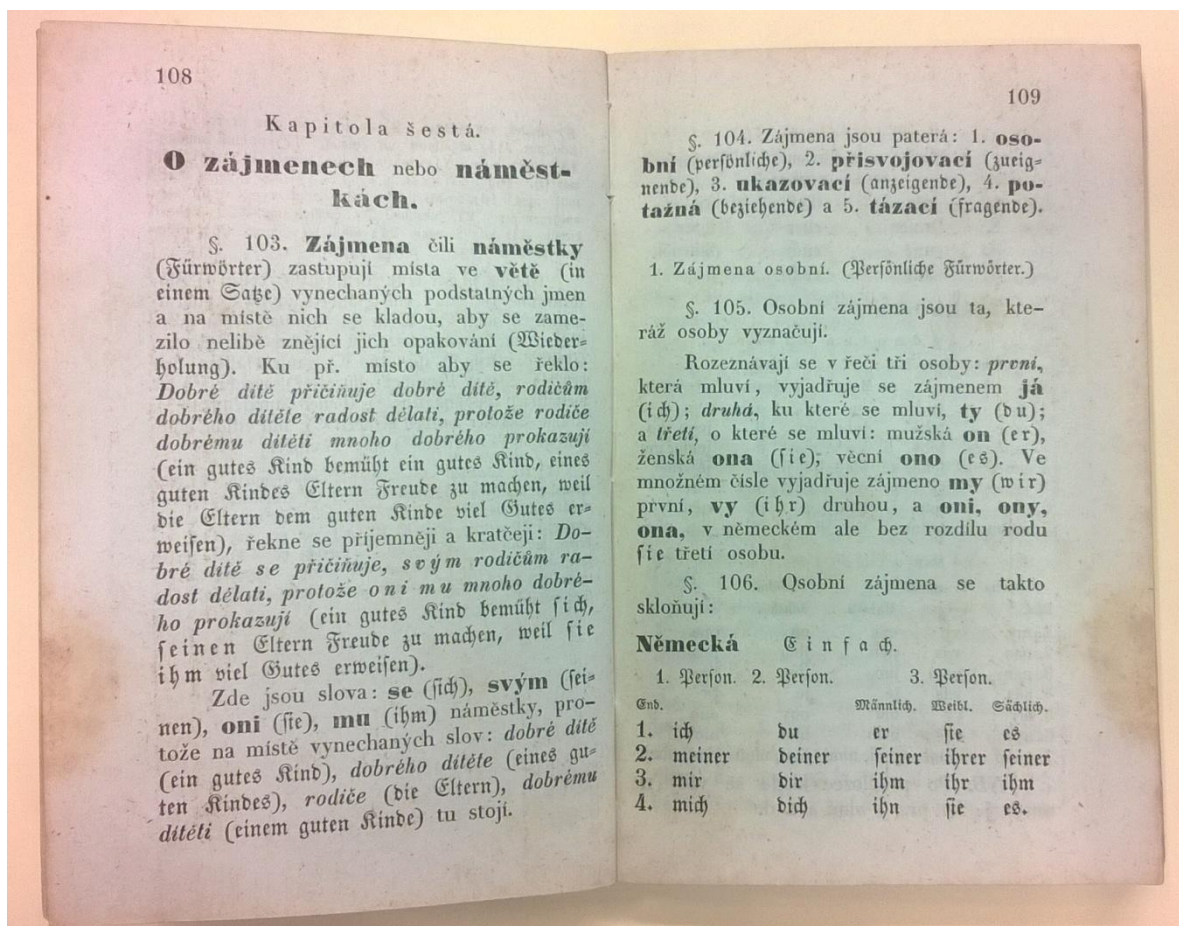 108
Kapitola šestá.
O zájmenech nebo náměst-
kách.
§. 103. Zájmena čili náměstky
(Fürwörter) zastupují místa ve větě (in
einem Satze) vynechaných podstatných jmen
a na místě nich se kladou, aby se zame-
zilo nelibě znějící jich opakování (Wieder=
holung). Ku př. místo aby se řeklo:
Dobré dítě přičiňuje dobré dítě, rodičům
dobrého dítěte radost dělati, protože rodiče
dobrému dítěti mnoho dobrého prokazují
(ein gutes Kind bemüht ein gutes Kind, eines
guten Kindes Eltern Freude zu machen, weil
die Eltern dem guten Kinde viel Gutes er=
weisen), řekne se příjemněji a kratčeji: Do-
bré dítě se přičiňuje, svým rodičům ra-
dost dělati, protože oni mu mnoho dobré-
ho prokazují (ein gutes Kind bemüht sich,
seinen Eltern Freude zu machen, weil sie
ihm viel Gutes erweisen).
Zde jsou slova: se (sich), svým (sei=
nen), oni (sie), mu (ihm) náměstky, pro-
tože na místě vynechaných slov: dobré dítě
(ein gutes Kind), dobrého dítěte (eines gu=
ten Kindes), rodiče (die Eltern), dobrému
dítěti (einem guten Kinde) tu stojí.
109
§. 104. Zájmena jsou paterá: 1. oso-
bní (persönliche), 2. přisvojovací (zueig=
nende), 3. ukazovací (anzeigende), 4. po-
tažná (beziehende) a 5. tázací (fragende).
1. Zájmena osobní. (Persönliche Fürwörter.)
§. 105. Osobní zájmena jsou ta, kte-
ráž osoby vyznačují.
Rozeznávají se v řeči tři osoby: první,
která mluví, vyjadřuje se zájmenem já
(ich); druhá, ku které se mluví, ty (du);
a třetí, o které se mluví: mužská on (er),
ženská ona (sie), věcní ono (es). Ve
množném čísle vyjadřuje zájmeno my (wir)
první, vy (ihr) druhou, a oni, ony,
ona, v německém ale bez rozdílu rodu
sie třetí osobu.
§. 106. Osobní zájmena se takto
skloňují:
Německá Einfach.
1. Person. 2. Person. 3. Person.
End. Männlich. Weibl. Sächlich.
1. ich du er sie es
2. meiner deiner seiner ihrer seiner
3. mir dir ihm ihr ihm
4. mich dich ihn sie es.